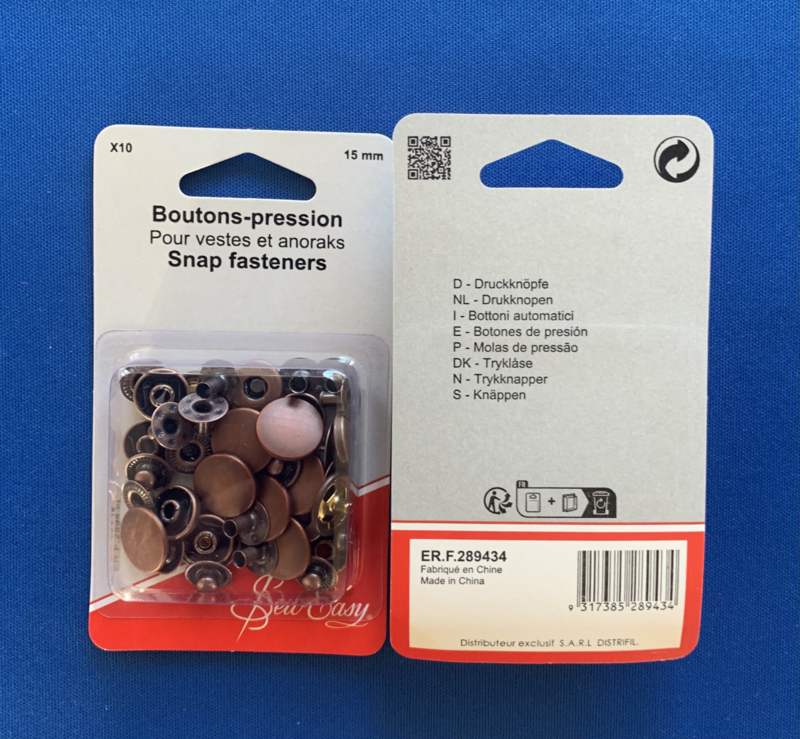 X10
15 mm
Boutons-pression
Pour vestes et anoraks
Snap fasteners
Sew Easy
D - Druckknöpfe
NL - Drukknopen
I - Bottoni automatici
E - Botones de presión
P - Molas de pressão
DK - Tryklåse
N - Trykknapper
S - Knäppen
FR
+
ER.F.289434
Fabriqué en Chine
Made in China
9 317385 289434
Distributeur exclusif S.A.R.L DISTRIFIL.